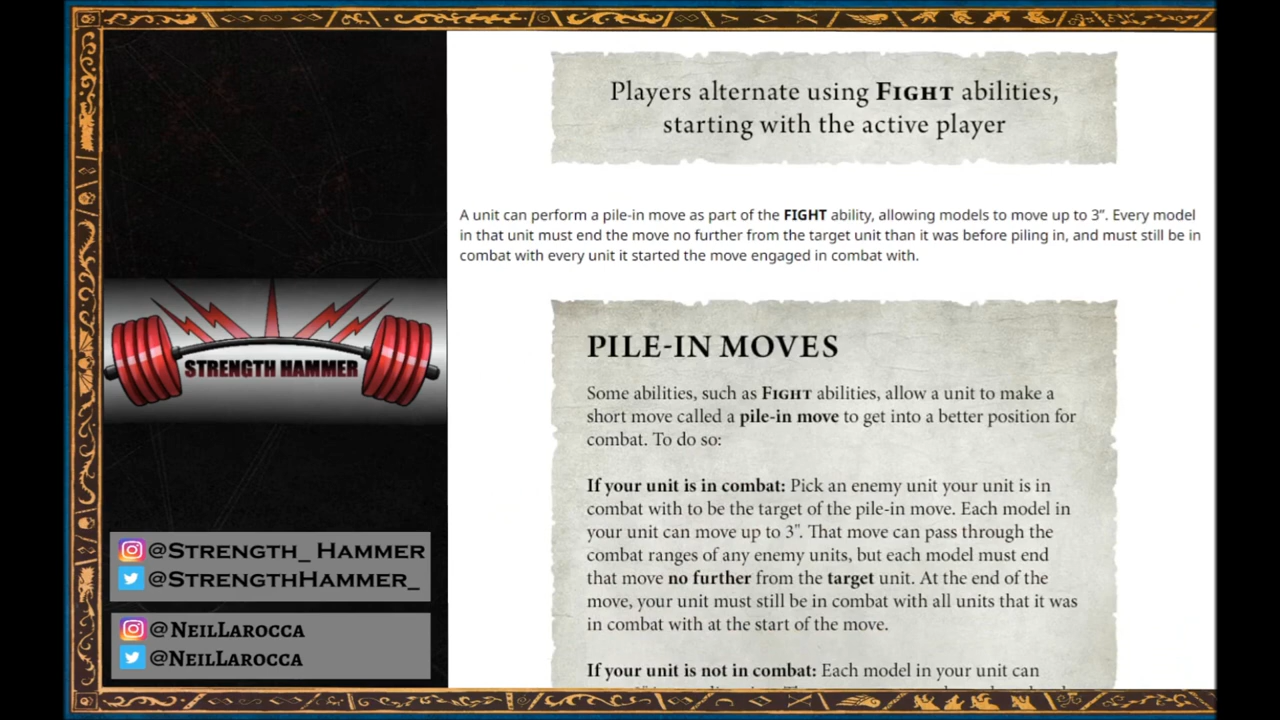 Players alternate using FIGHT abilities,
starting with the active player
A unit can perform a pile-in move as part of the FIGHT ability, allowing models to move up to 3”. Every model
in that unit must end the move no further from the target unit than it was before piling in, and must still be in
combat with every unit it started the move engaged in combat with.
PILE-IN MOVES
Some abilities, such as FIGHT abilities, allow a unit to make a
short move called a pile-in move to get into a better position for
combat. To do so:
If your unit is in combat: Pick an enemy unit your unit is in
combat with to be the target of the pile-in move. Each model in
your unit can move up to 3". That move can pass through the
combat ranges of any enemy units, but each model must end
that move no further from the target unit. At the end of the
move, your unit must still be in combat with all units that it was
in combat with at the start of the move.
If your unit is not in combat: Each model in your unit can
STRENGTH HAMMER
@STRENGTH_HAMMER
@STRENGTHHAMMER_
@NEILLAROCCA
@NEILLAROCCA